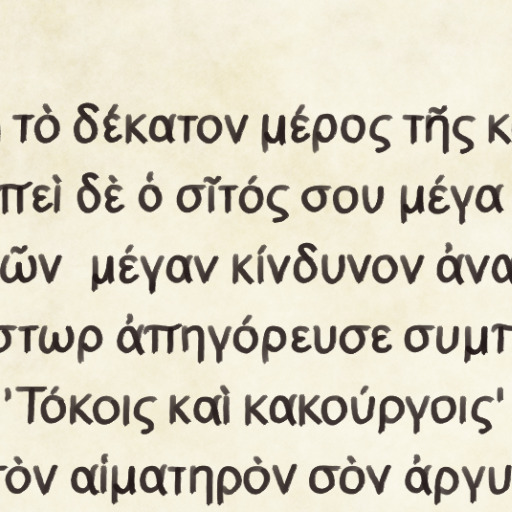 τὸ δέκατον μέρος τῆς
δὲ ὁ σῖτός σου μέγα
μέγαν κίνδυνον
ἀπηγόρευσε
'Τόκοις καὶ κακούργοις'
αἱματηρὸν σὸν